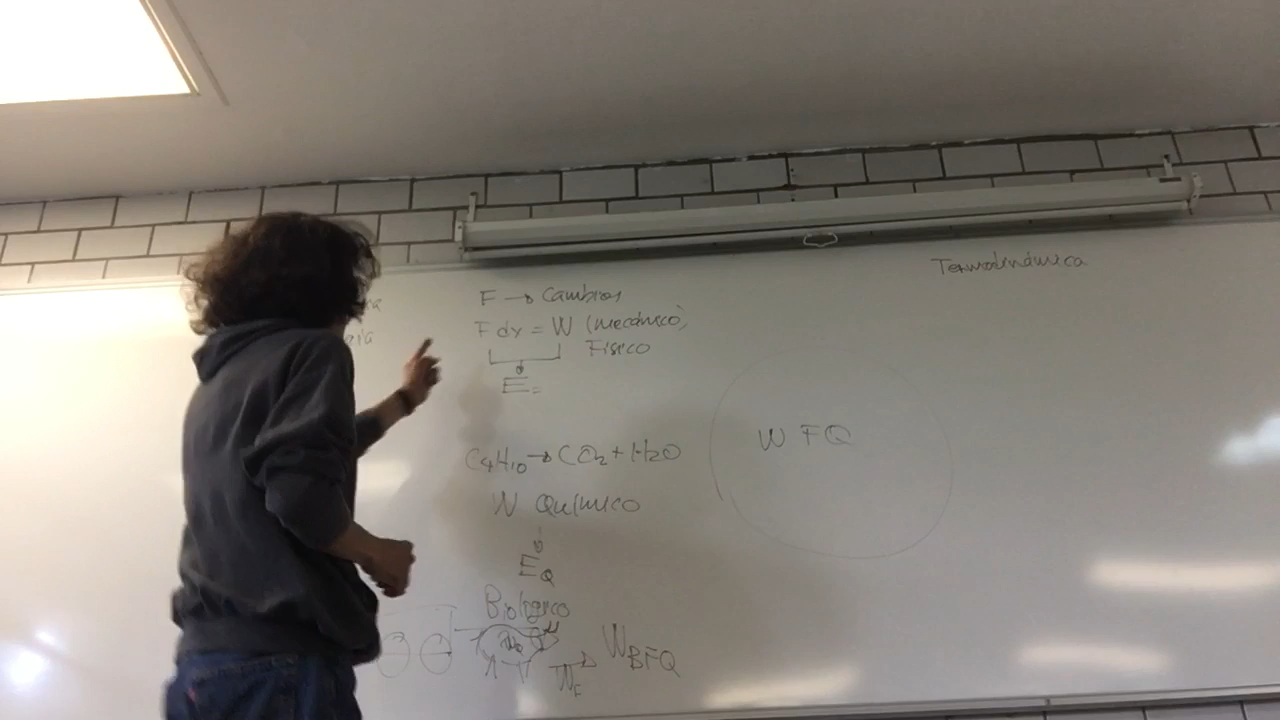 Termodinámica
F → Cambios
F dx = W (mecánico)
Físico
E =
C4H10 → CO2 + H2O
W Químico
EQ
Biológico
WBFQ
W FQ